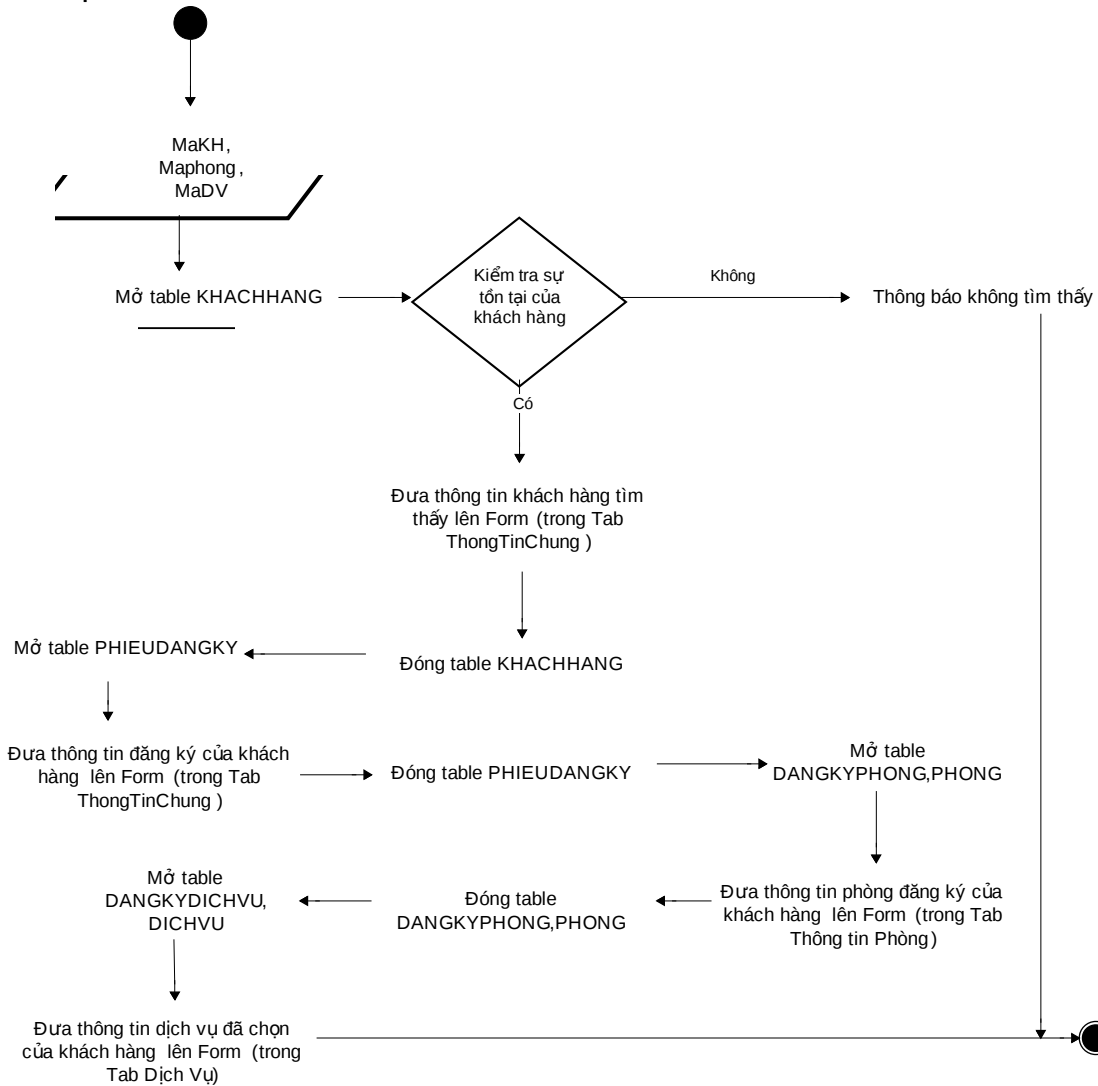 MaKH,
Maphong,
MaDV
Mở table KHACHHANG
Kiểm tra sự
tồn tại của
khách hàng
Không
Thông báo không tìm thấy
Có
Đưa thông tin khách hàng tìm
thấy lên Form (trong Tab
ThongTinChung )
Mở table PHIEUDANGKY
Đóng table KHACHHANG
Đưa thông tin đăng ký của khách
hàng lên Form (trong Tab
ThongTinChung )
Đóng table PHIEUDANGKY
Mở table
DANGKYPHONG,PHONG
Mở table
DANGKYDICHVU,
DICHVU
Đóng table
DANGKYPHONG,PHONG
Đưa thông tin phòng đăng ký của
khách hàng lên Form (trong Tab
Thông tin Phòng)
Đưa thông tin dịch vụ đã chọn
của khách hàng lên Form (trong
Tab Dịch Vụ)